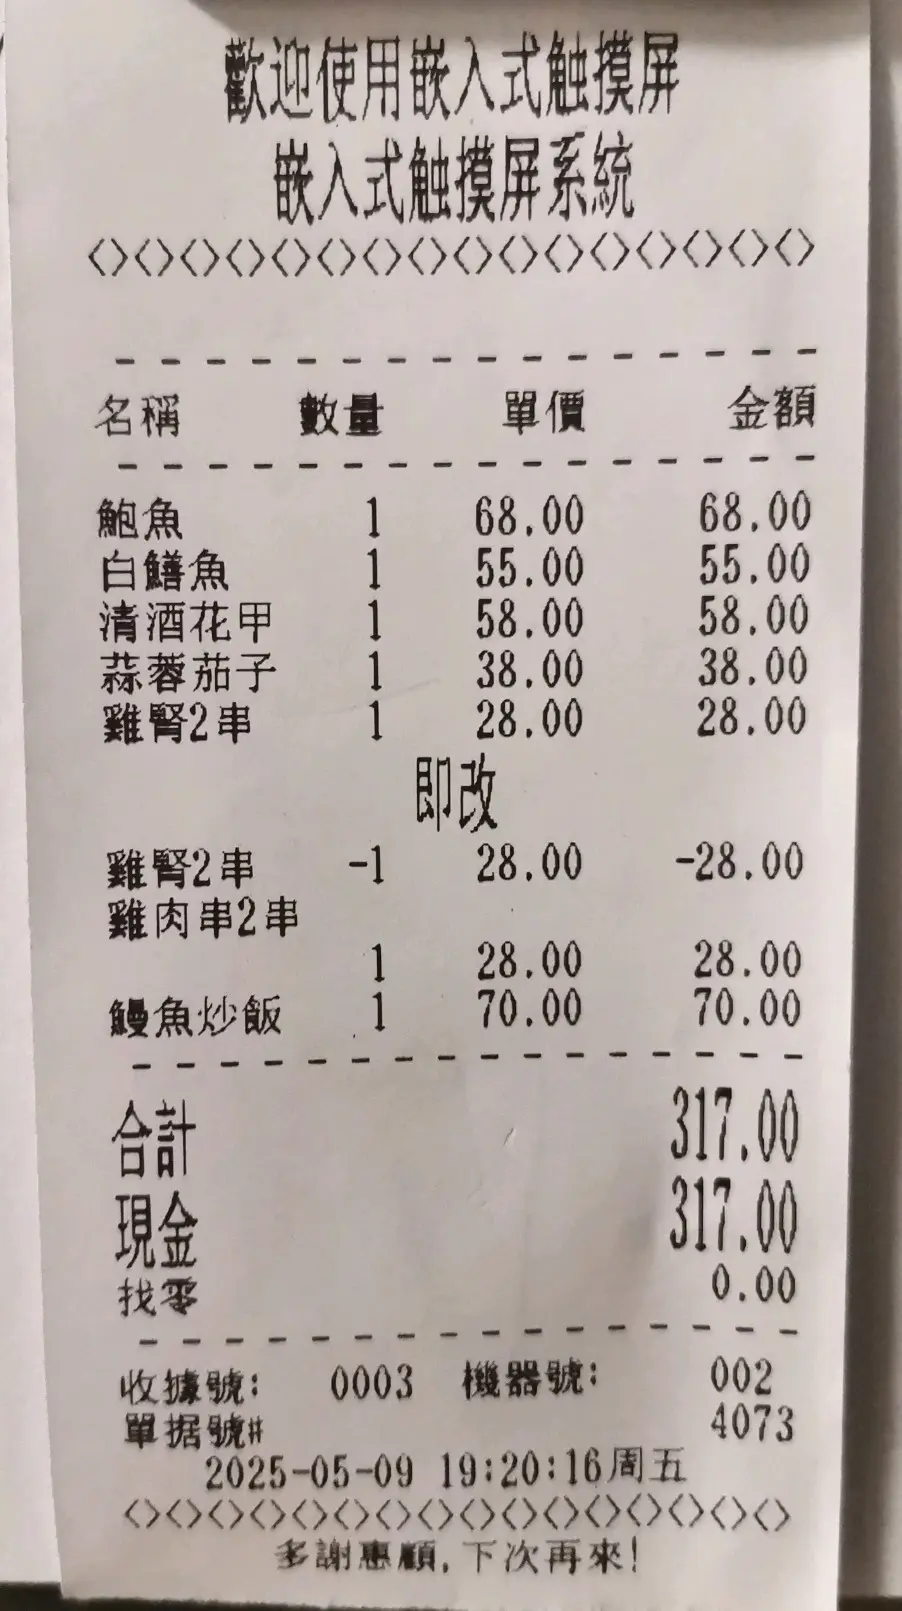 歡迎使用嵌入式触摸屏
嵌入式触摸屏系統
<><><><><><><><><><><><><><><><>
- - - - - - - - - - - - - - - - -
名稱 數量 單價 金額
- - - - - - - - - - - - - - - - -
鮑魚 1 68.00 68.00
白鱔魚 1 55.00 55.00
清酒花甲 1 58.00 58.00
蒜蓉茄子 1 38.00 38.00
雞腎2串 1 28.00 28.00
即改
雞腎2串 -1 28.00 -28.00
雞肉串2串
1 28.00 28.00
鰻魚炒飯 1 70.00 70.00
- - - - - - - - - - - - - - - - -
合計 317.00
現金 317.00
找零 0.00
- - - - - - - - - - - - - - - - -
收據號: 0003 機器號: 002
單据號# 4073
2025-05-09 19:20:16周五
<><><><><><><><><><><><><><><><>
多謝惠顧,下次再來!